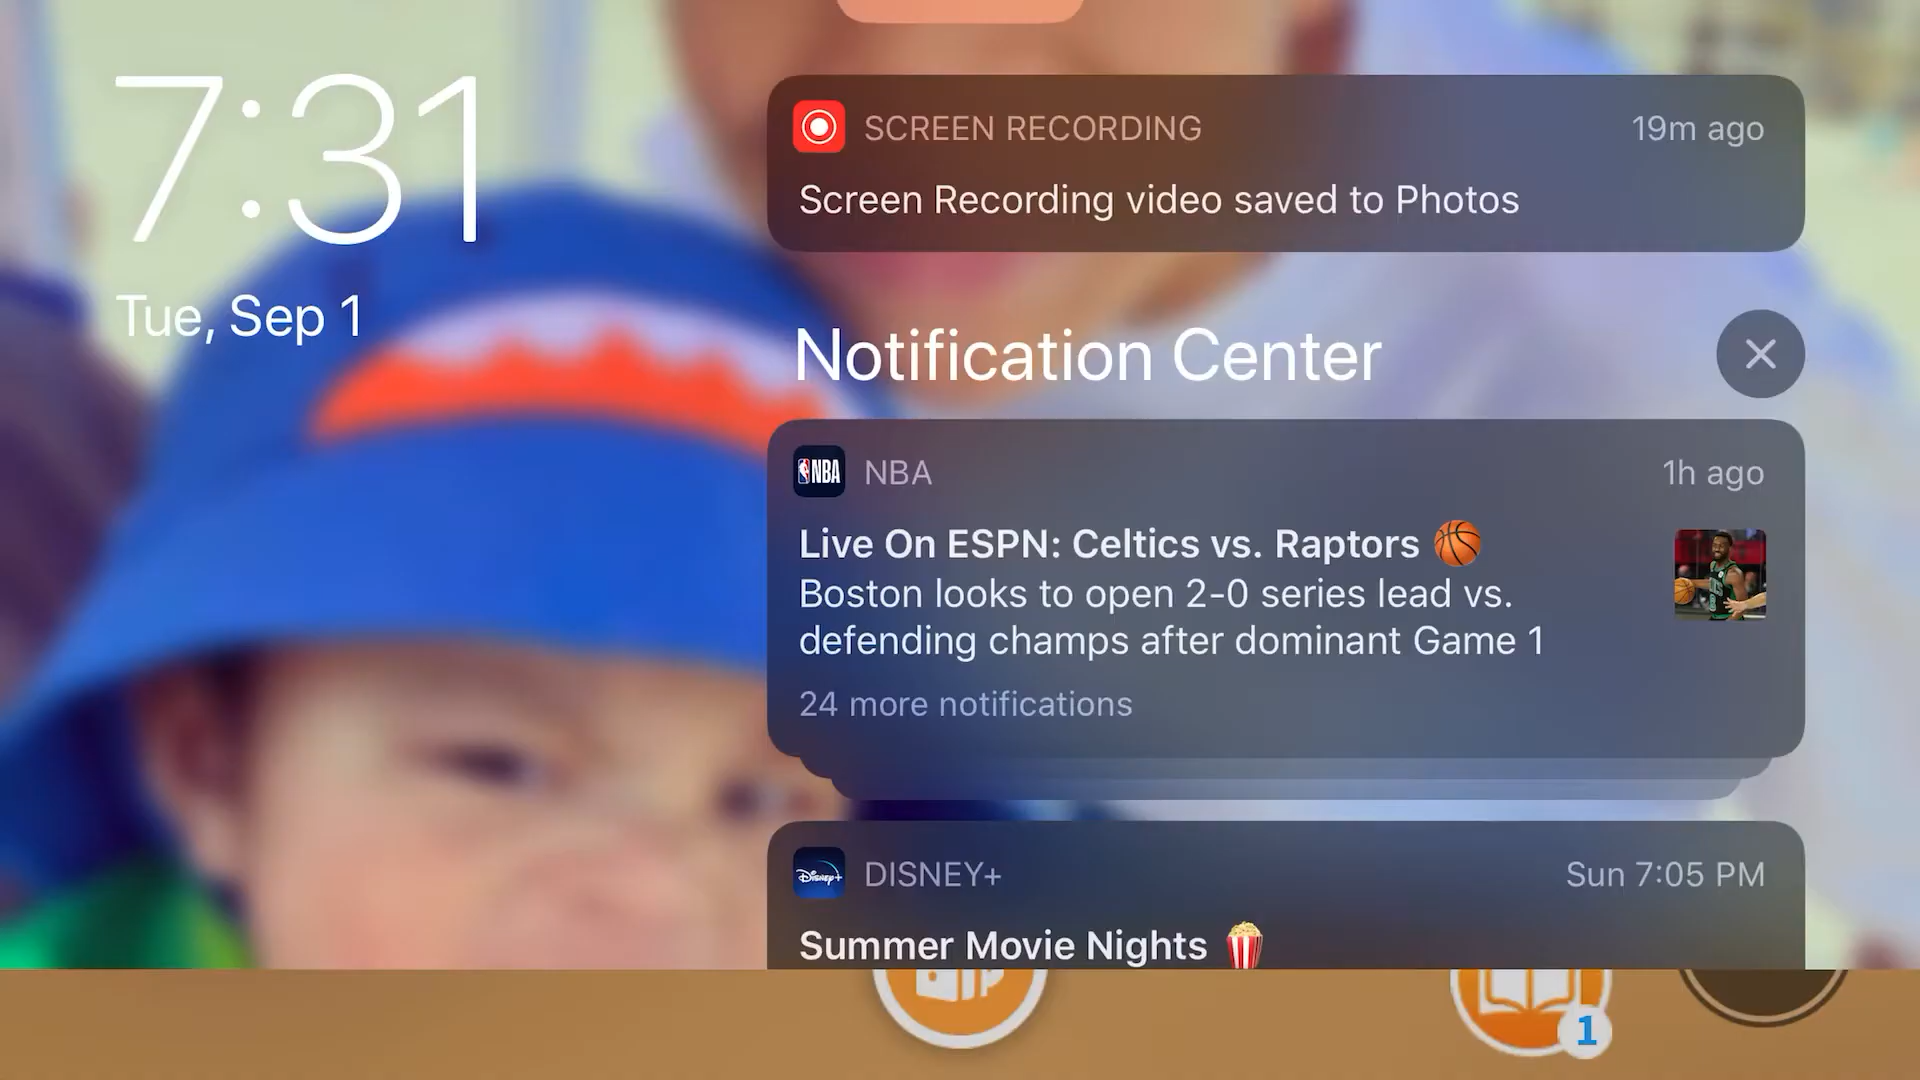 7:31
Tue, Sep 1
SCREEN RECORDING
19m ago
Screen Recording video saved to Photos
Notification Center
NBA
NBA
1h ago
Live On ESPN: Celtics vs. Raptors 🏀
Boston looks to open 2-0 series lead vs.
defending champs after dominant Game 1
24 more notifications
Disney+
DISNEY+
Sun 7:05 PM
Summer Movie Nights 🍿
1